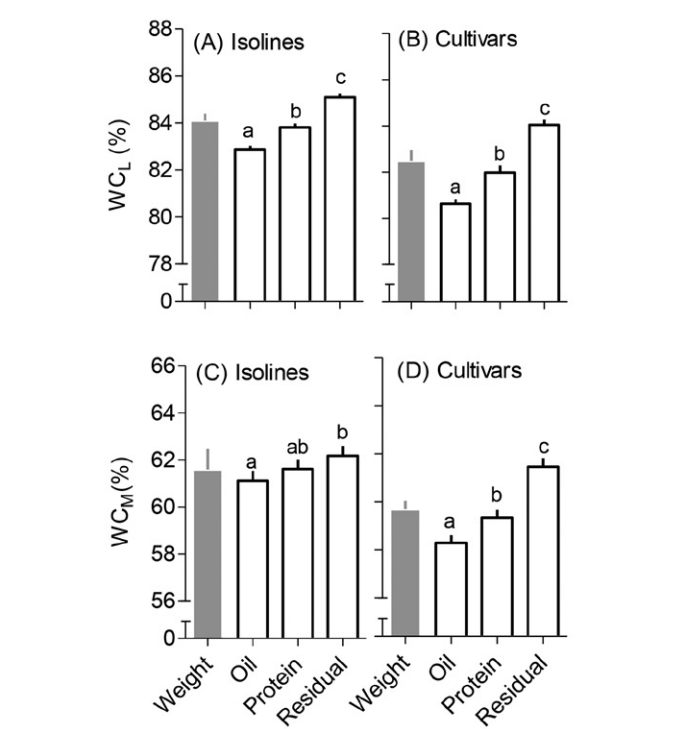 (A) Isolines
(B) Cultivars
WCL (%)
88
86
84
82
80
78
0
a
b
c
a
b
c
(C) Isolines
(D) Cultivars
WCM(%)
66
64
62
60
58
56
0
a
ab
b
a
b
c
Weight
Oil
Protein
Residual
Weight
Oil
Protein
Residual